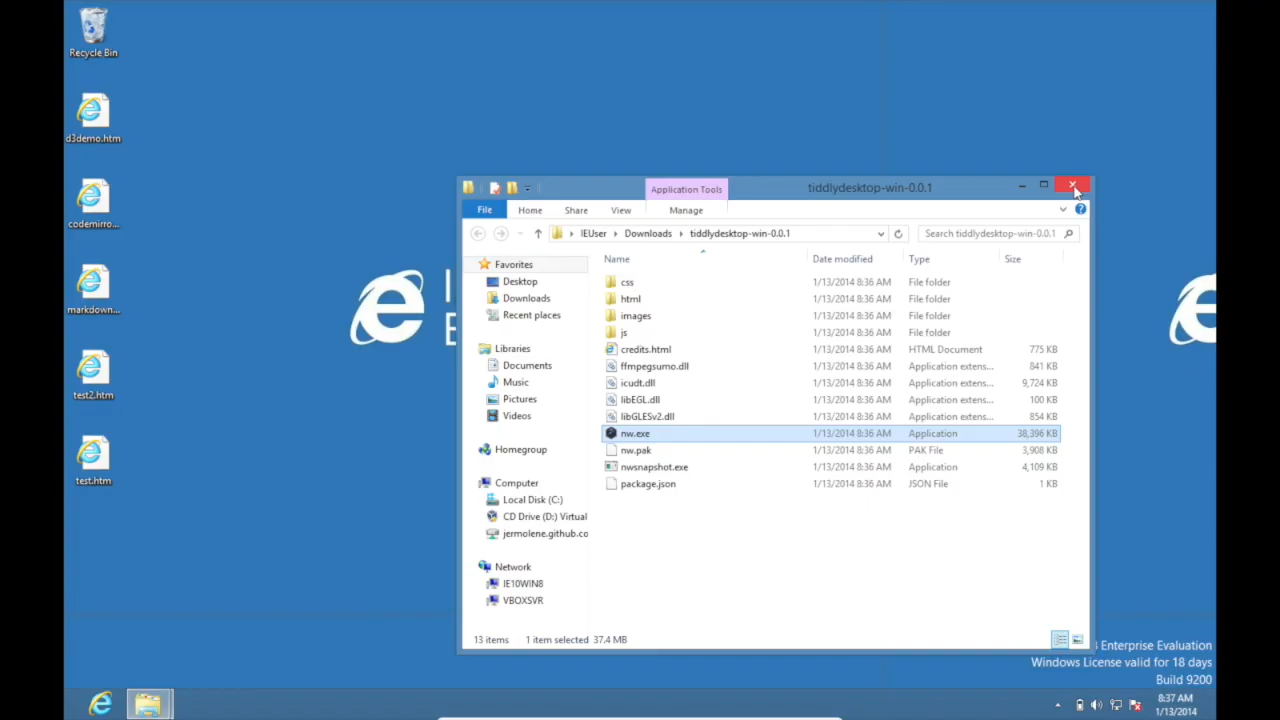 Recycle Bin
d3demo.htm
codemirro...
markdown...
test2.htm
test.htm
Application Tools
tiddlydesktop-win-0.0.1
File
Home
Share
View
Manage
IEUser
Downloads
tiddlydesktop-win-0.0.1
Search tiddlydesktop-win-0.0.1
Favorites
Desktop
Downloads
Recent places
Libraries
Documents
Music
Pictures
Videos
Homegroup
Computer
Local Disk (C:)
CD Drive (D:) Virtual
jermolene.github.co
Network
IE10WIN8
VBOXSVR
Name Date modified Type Size
css 1/13/2014 8:36 AM File folder
html 1/13/2014 8:36 AM File folder
images 1/13/2014 8:36 AM File folder
js 1/13/2014 8:36 AM File folder
credits.html 1/13/2014 8:36 AM HTML Document 775 KB
ffmpegsumo.dll 1/13/2014 8:36 AM Application extens... 841 KB
icudt.dll 1/13/2014 8:36 AM Application extens... 9,724 KB
libEGL.dll 1/13/2014 8:36 AM Application extens... 100 KB
libGLESv2.dll 1/13/2014 8:36 AM Application extens... 854 KB
nw.exe 1/13/2014 8:36 AM Application 38,396 KB
nw.pak 1/13/2014 8:36 AM PAK File 3,908 KB
nwsnapshot.exe 1/13/2014 8:36 AM Application 4,109 KB
package.json 1/13/2014 8:36 AM JSON File 1 KB
13 items 1 item selected 37.4 MB
Enterprise Evaluation
Windows License valid for 18 days
Build 9200
8:37 AM
1/13/2014